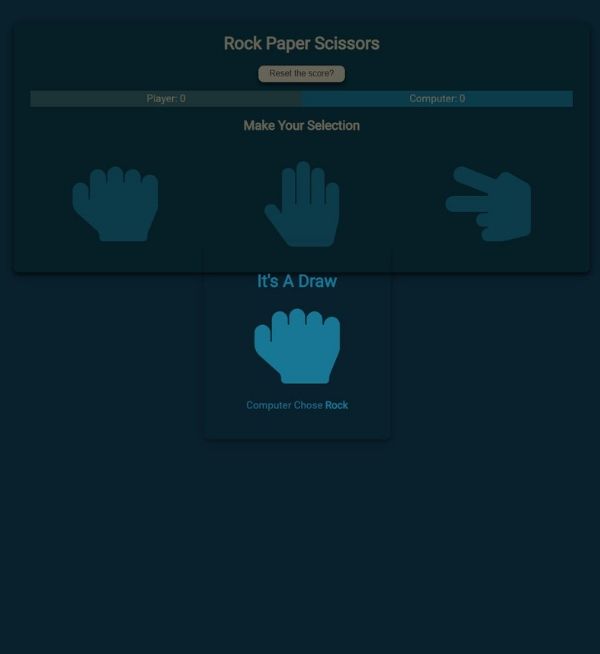 Rock Paper Scissors
Reset the score?
Player: 0 Computer: 0
Make Your Selection
It's A Draw
Computer Chose Rock